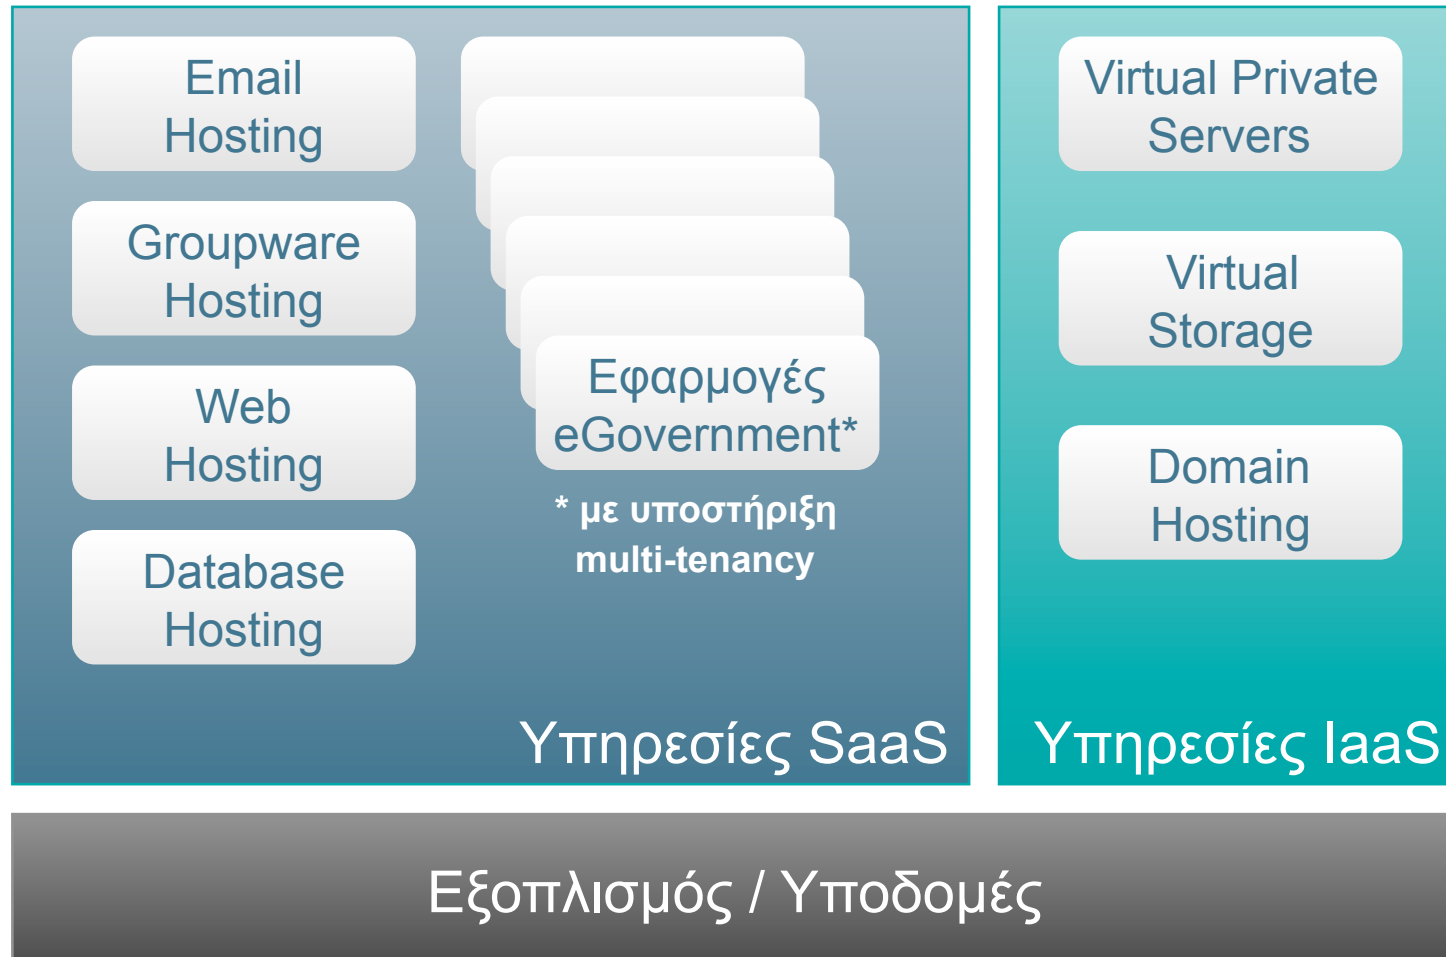 Email
Hosting
Groupware
Hosting
Web
Hosting
Database
Hosting
Εφαρμογές
eGovernment*
* με υποστήριξη
multi-tenancy
Υπηρεσίες SaaS
Virtual Private
Servers
Virtual
Storage
Domain
Hosting
Υπηρεσίες IaaS
Εξοπλισμός / Υποδομές